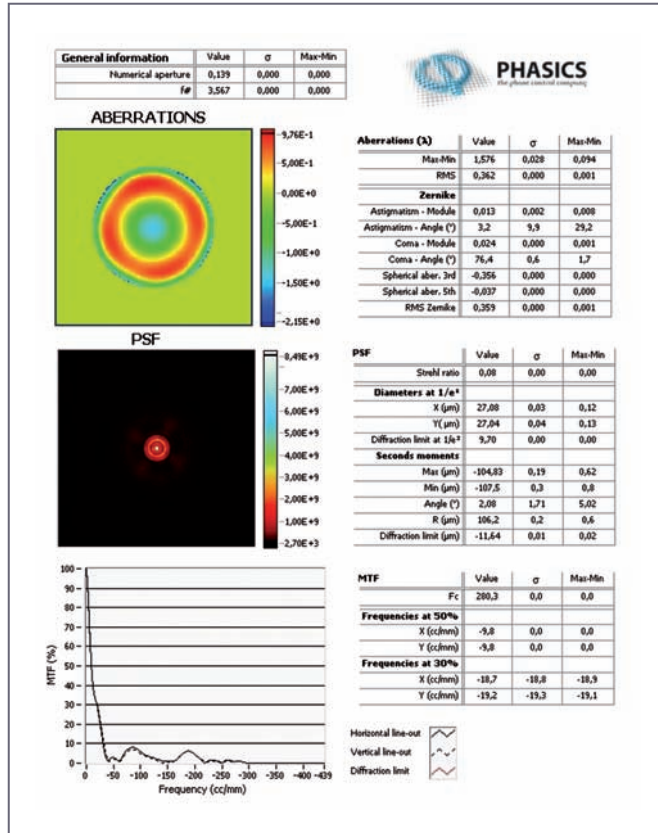 General information Value σ Max-Min
Numerical aperture 0,139 0,000 0,000
f# 3,567 0,000 0,000
PHASICS
the phase control company
ABERRATIONS
9,76E-1
5,00E-1
0,00E+0
-5,00E-1
-1,00E+0
-1,50E+0
-2,15E+0
Aberrations (λ) Value σ Max-Min
Max-Min 1,576 0,028 0,094
RMS 0,362 0,000 0,001
Zernike
Astigmatism - Module 0,013 0,002 0,008
Astigmatism - Angle (°) 3,2 9,9 29,2
Coma - Module 0,024 0,000 0,001
Coma - Angle (°) 76,4 0,6 1,7
Spherical aber. 3rd -0,356 0,000 0,000
Spherical aber. 5th -0,037 0,000 0,000
RMS Zernike 0,359 0,000 0,001
PSF
8,49E+9
7,00E+9
6,00E+9
5,00E+9
4,00E+9
3,00E+9
2,00E+9
1,00E+9
2,70E+3
PSF Value σ Max-Min
Strehl ratio 0,08 0,00 0,00
Diameters at 1/e²
X (µm) 27,08 0,03 0,12
Y( µm) 27,04 0,04 0,13
Diffraction limit at 1/e² 9,70 0,00 0,00
Seconds moments
Max (µm) -104,83 0,19 0,62
Min (µm) -107,5 0,3 0,8
Angle (°) 2,08 1,71 5,02
R (µm) 106,2 0,2 0,6
Diffraction limit (µm) -11,64 0,01 0,02
MTF (%)
100
90
80
70
60
50
40
30
20
10
0
0 -50 -100 -150 -200 -250 -300 -350 -400 -439
Frequency (cc/mm)
MTF Value σ Max-Min
Fc 280,3 0,0 0,0
Frequencies at 50%
X (cc/mm) -9,8 0,0 0,0
Y (cc/mm) -9,8 0,0 0,0
Frequencies at 30%
X (cc/mm) -18,7 -18,8 -18,9
Y (cc/mm) -19,2 -19,3 -19,1
Horizontal line-out
Vertical line-out
Diffraction limit